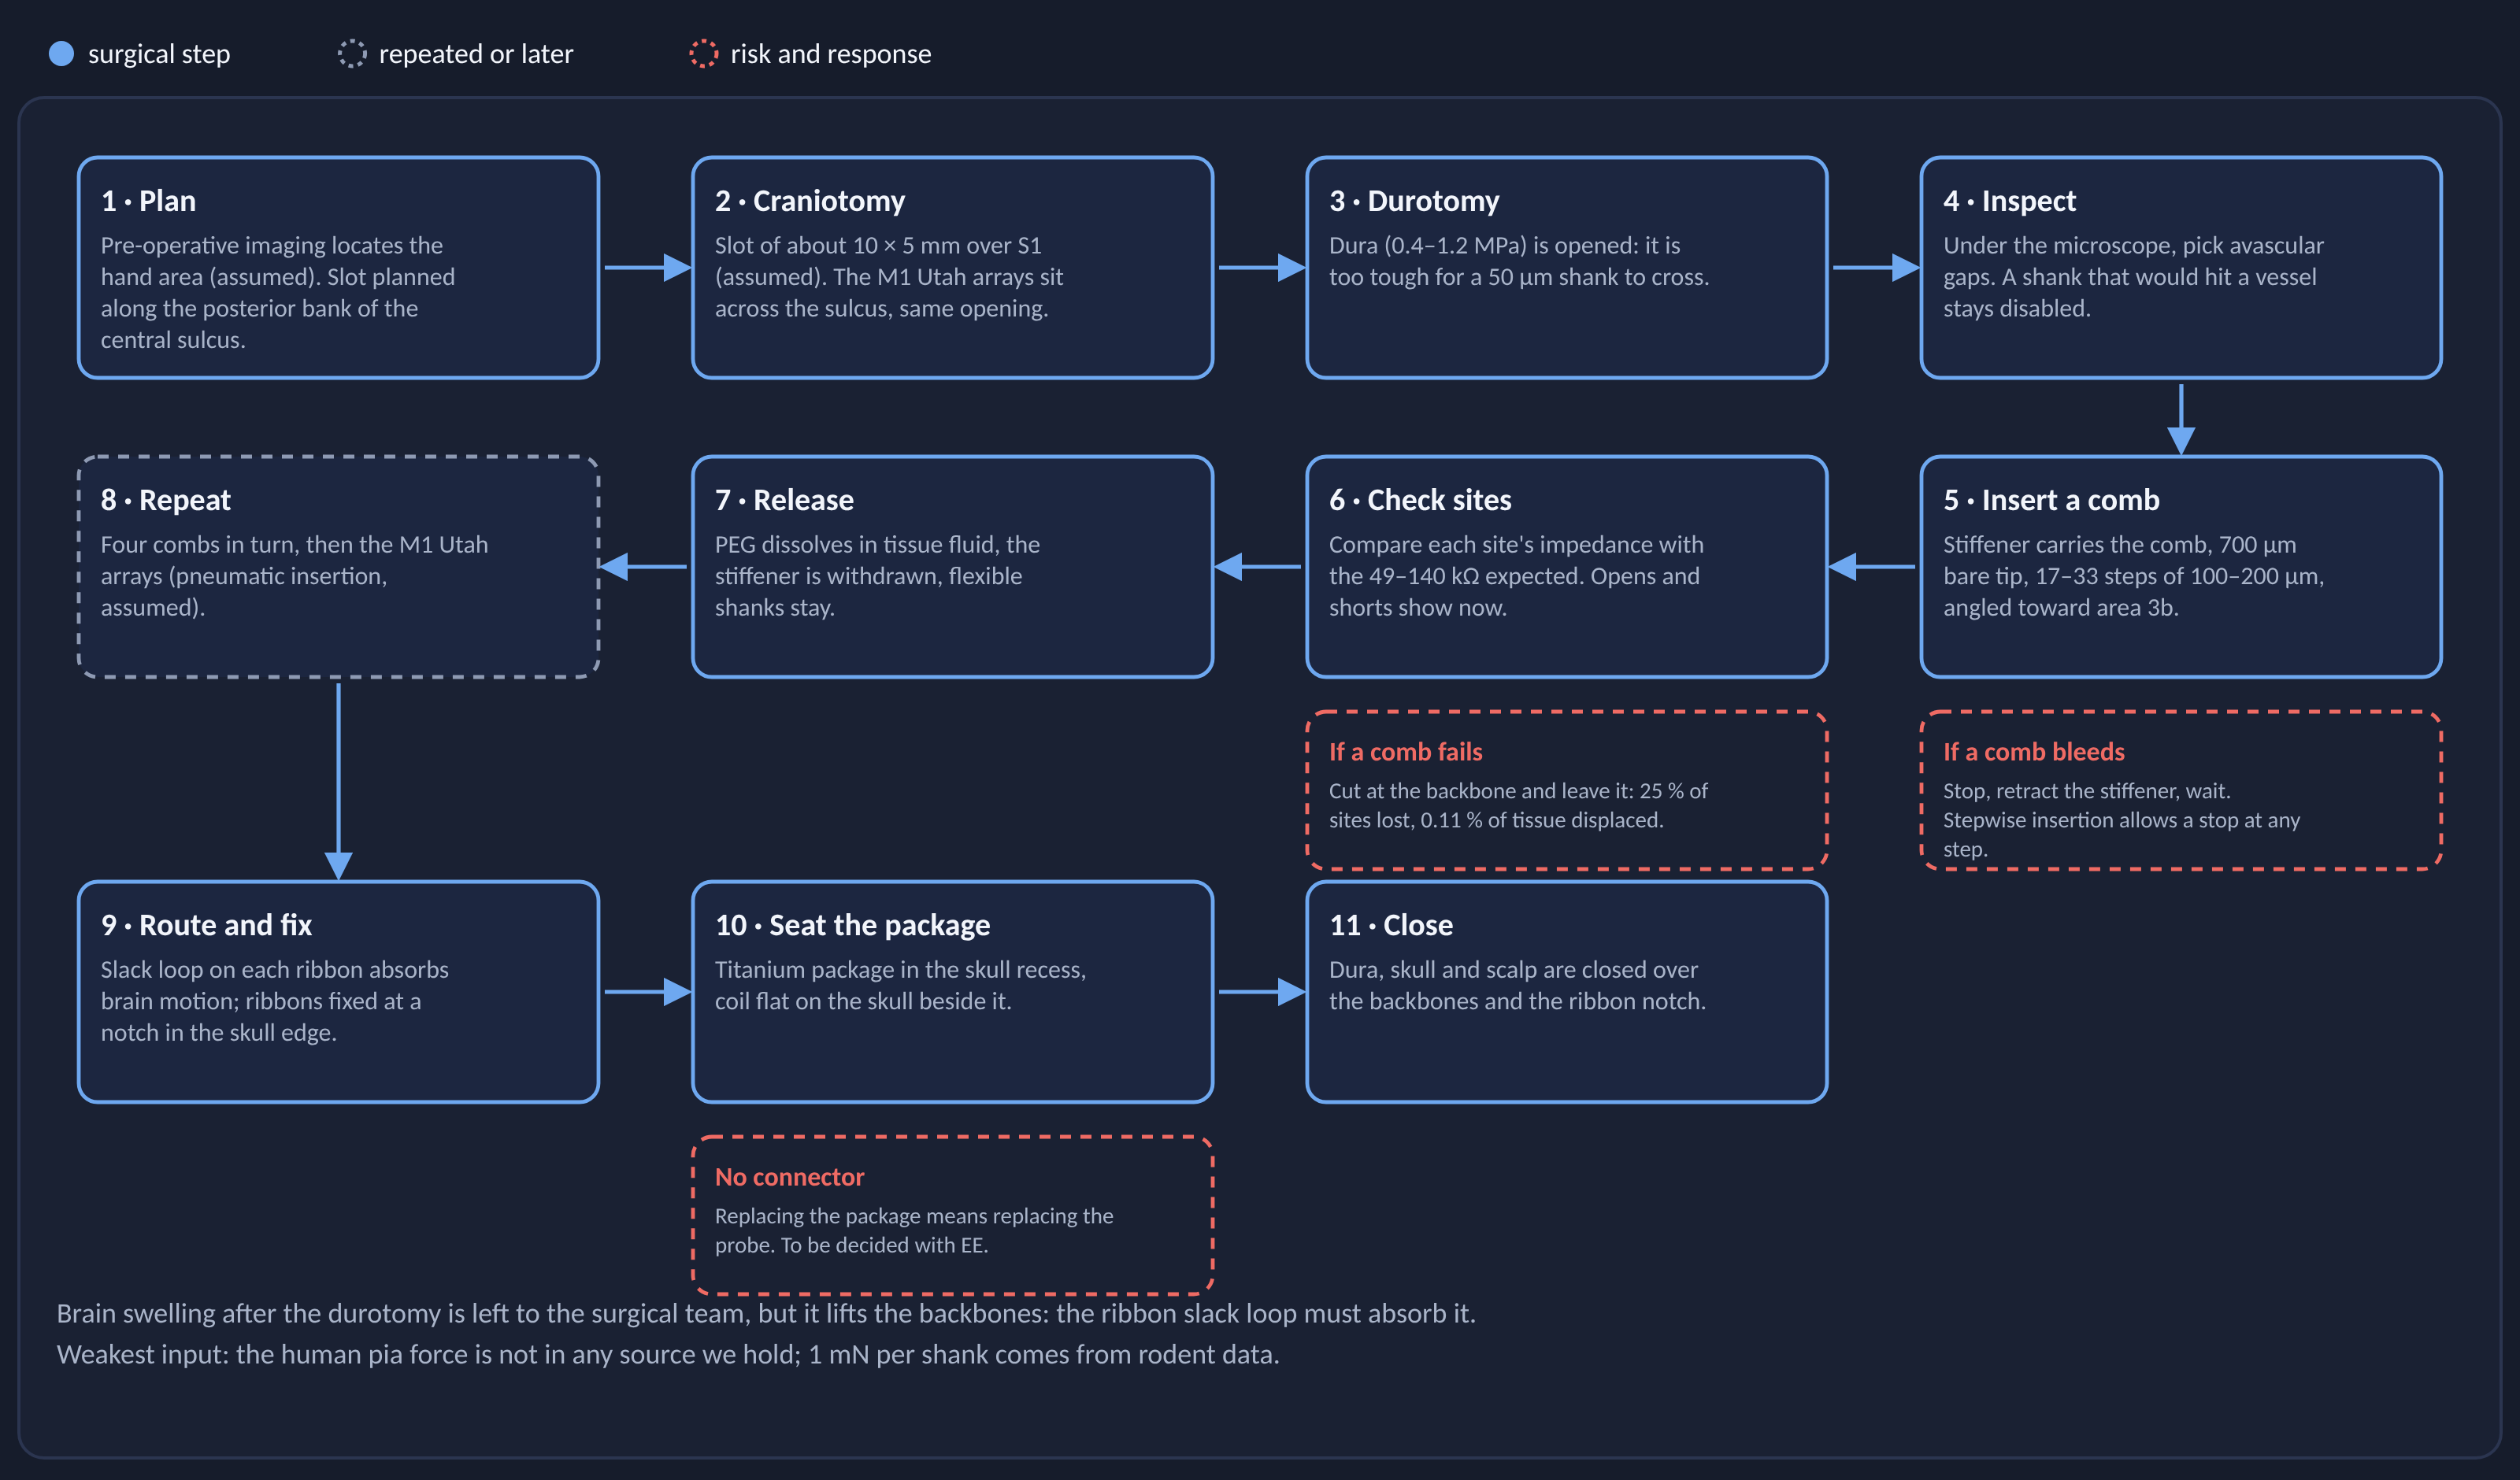 surgical step
repeated or later
risk and response
1 · Plan
Pre-operative imaging locates the
hand area (assumed). Slot planned
along the posterior bank of the
central sulcus.
2 · Craniotomy
Slot of about 10 × 5 mm over S1
(assumed). The M1 Utah arrays sit
across the sulcus, same opening.
3 · Durotomy
Dura (0.4–1.2 MPa) is opened: it is
too tough for a 50 µm shank to cross.
4 · Inspect
Under the microscope, pick avascular
gaps. A shank that would hit a vessel
stays disabled.
5 · Insert a comb
Stiffener carries the comb, 700 µm
bare tip, 17–33 steps of 100–200 µm,
angled toward area 3b.
6 · Check sites
Compare each site's impedance with
the 49–140 kΩ expected. Opens and
shorts show now.
7 · Release
PEG dissolves in tissue fluid, the
stiffener is withdrawn, flexible
shanks stay.
8 · Repeat
Four combs in turn, then the M1 Utah
arrays (pneumatic insertion,
assumed).
If a comb fails
Cut at the backbone and leave it: 25 % of
sites lost, 0.11 % of tissue displaced.
If a comb bleeds
Stop, retract the stiffener, wait.
Stepwise insertion allows a stop at any
step.
9 · Route and fix
Slack loop on each ribbon absorbs
brain motion; ribbons fixed at a
notch in the skull edge.
10 · Seat the package
Titanium package in the skull recess,
coil flat on the skull beside it.
11 · Close
Dura, skull and scalp are closed over
the backbones and the ribbon notch.
No connector
Replacing the package means replacing the
probe. To be decided with EE.
Brain swelling after the durotomy is left to the surgical team, but it lifts the backbones: the ribbon slack loop must absorb it.
Weakest input: the human pia force is not in any source we hold; 1 mN per shank comes from rodent data.